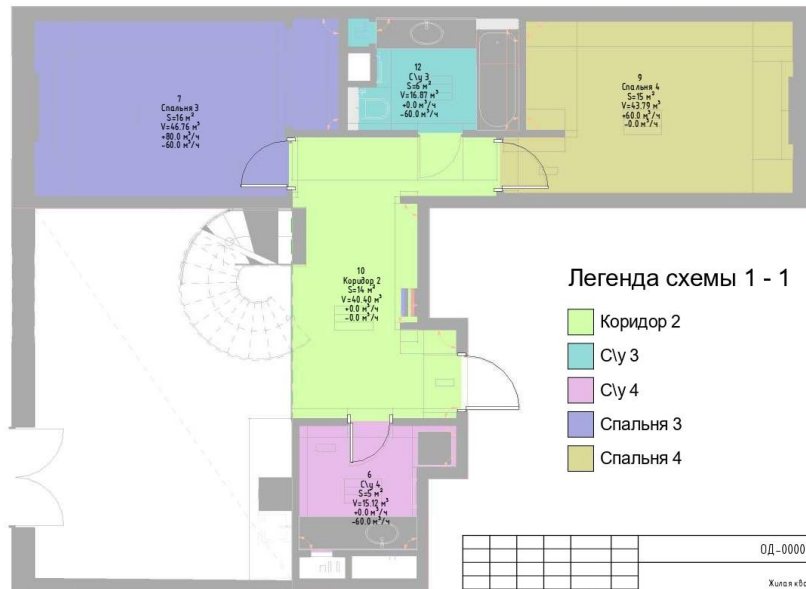 7
Спальня 3
S=16 м²
V=46.76 м³
+80.0 м³/ч
-60.0 м³/ч
12
С\у 3
S=6 м²
V=16.87 м³
+0.0 м³/ч
-60.0 м³/ч
9
Спальня 4
S=15 м²
V=43.79 м³
+60.0 м³/ч
-0.0 м³/ч
10
Коридор 2
S=14 м²
V=40.40 м³
+0.0 м³/ч
-0.0 м³/ч
6
С\у 4
S=5 м²
V=15.12 м³
+0.0 м³/ч
-60.0 м³/ч
Легенда схемы 1 - 1
Коридор 2
С\у 3
С\у 4
Спальня 3
Спальня 4
ОД-0000
Жилая ква